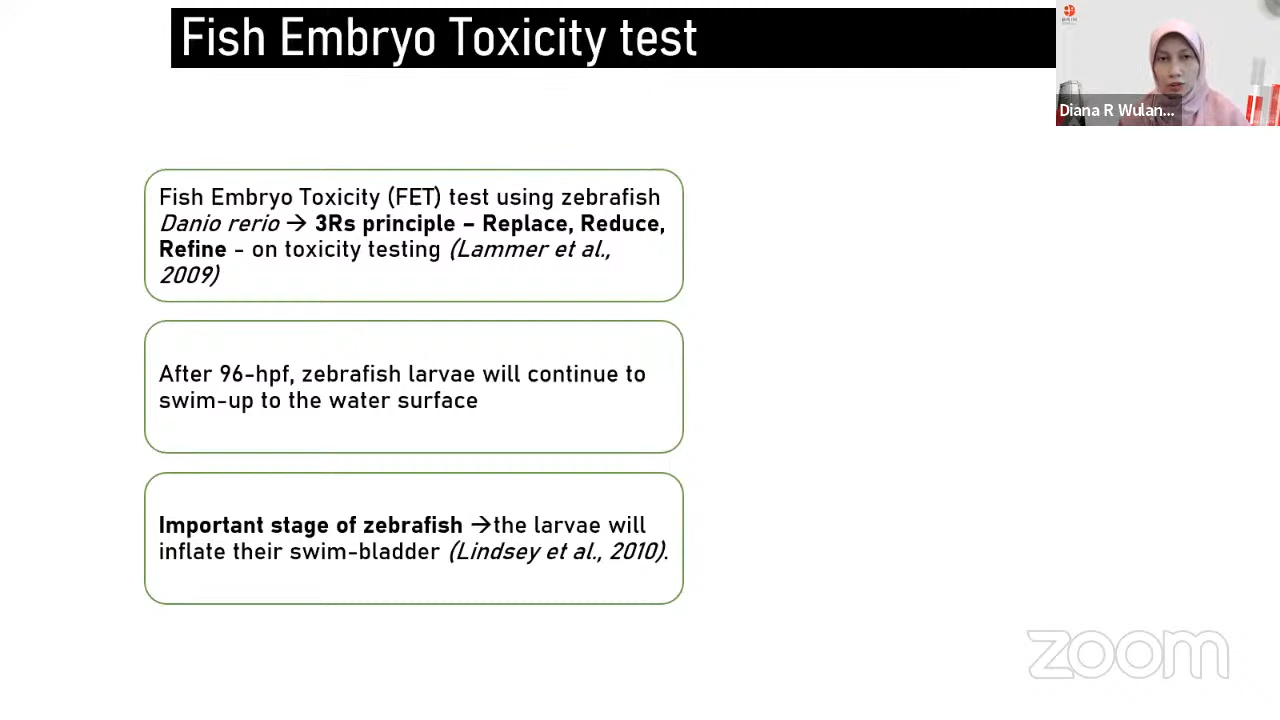 Fish Embryo Toxicity test
Diana R Wulan...
Fish Embryo Toxicity (FET) test using zebrafish
Danio rerio → 3Rs principle – Replace, Reduce,
Refine - on toxicity testing (Lammer et al.,
2009)
After 96-hpf, zebrafish larvae will continue to
swim-up to the water surface
Important stage of zebrafish →the larvae will
inflate their swim-bladder (Lindsey et al., 2010).
zoom